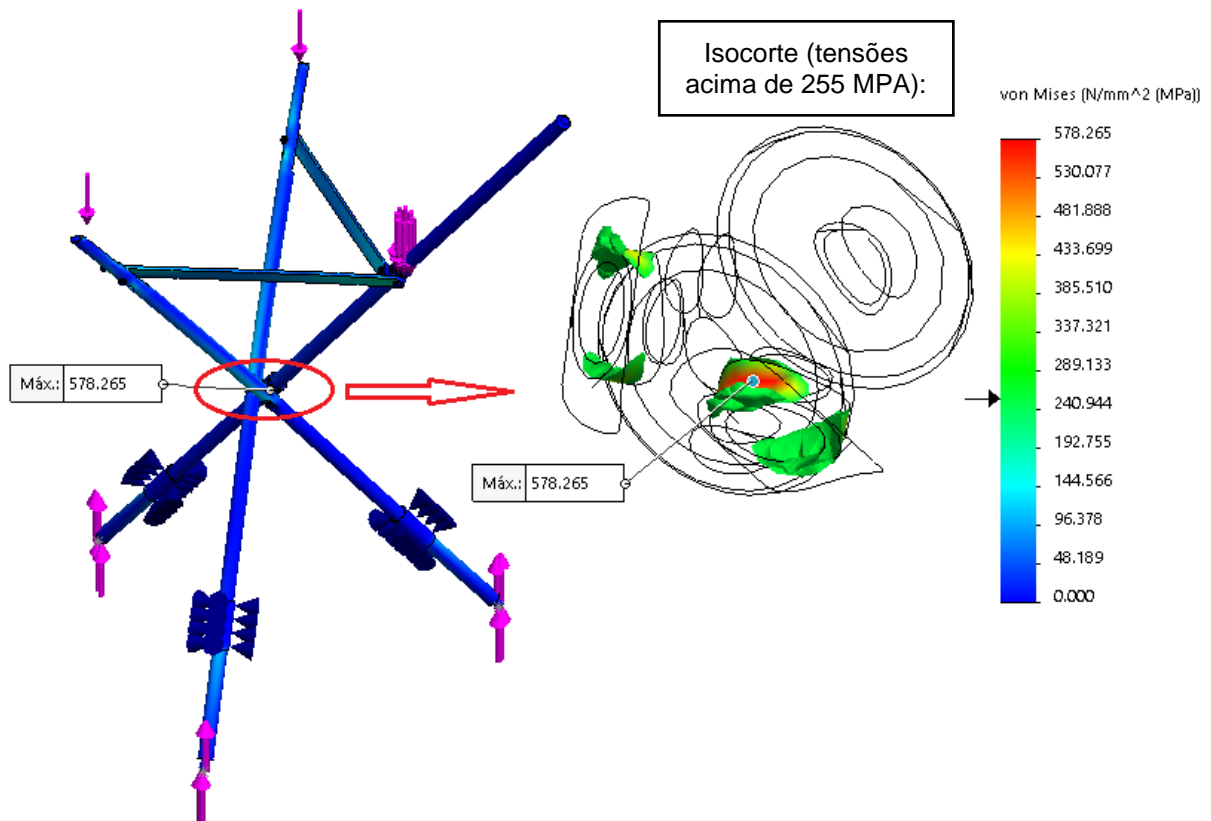 Isocorte (tensões
acima de 255 MPA):
von Mises (N/mm^2 (MPa))
578.265
530.077
481.888
433.699
385.510
337.321
289.133
240.944
192.755
144.566
96.378
48.189
0.000
Máx.: 578.265
Máx.: 578.265